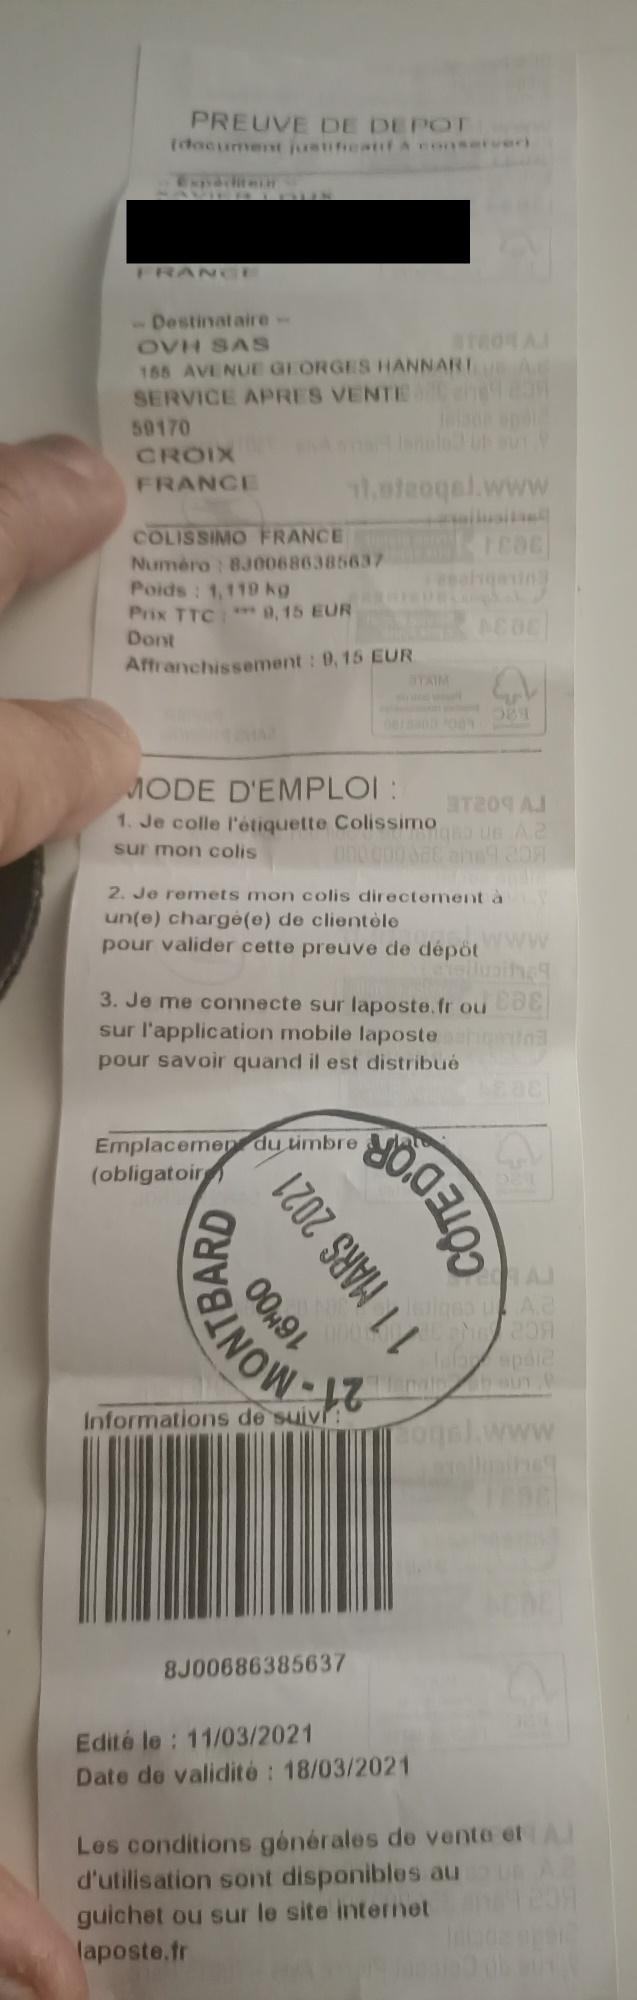 PREUVE DE DEPOT
(document justificatif à conserver)
-- Expéditeur --
FRANCE
-- Destinataire --
OVH SAS
155 AVENUE GEORGES HANNART
SERVICE APRES VENTE
59170
CROIX
FRANCE
COLISSIMO FRANCE
Numéro : 8J00686385637
Poids : 1,119 kg
Prix TTC : *** 9,15 EUR
Dont
Affranchissement : 9,15 EUR
MODE D'EMPLOI :
1. Je colle l'étiquette Colissimo
sur mon colis
2. Je remets mon colis directement à
un(e) chargé(e) de clientèle
pour valider cette preuve de dépôt
3. Je me connecte sur laposte.fr ou
sur l'application mobile laposte
pour savoir quand il est distribué
Emplacement du timbre à date :
(obligatoire)
21 - MONTBARD
CÔTE D'OR
16H00
11 MARS 2021
Informations de suivi :
8J00686385637
Edité le : 11/03/2021
Date de validité : 18/03/2021
Les conditions générales de vente et
d'utilisation sont disponibles au
guichet ou sur le site internet
laposte.fr